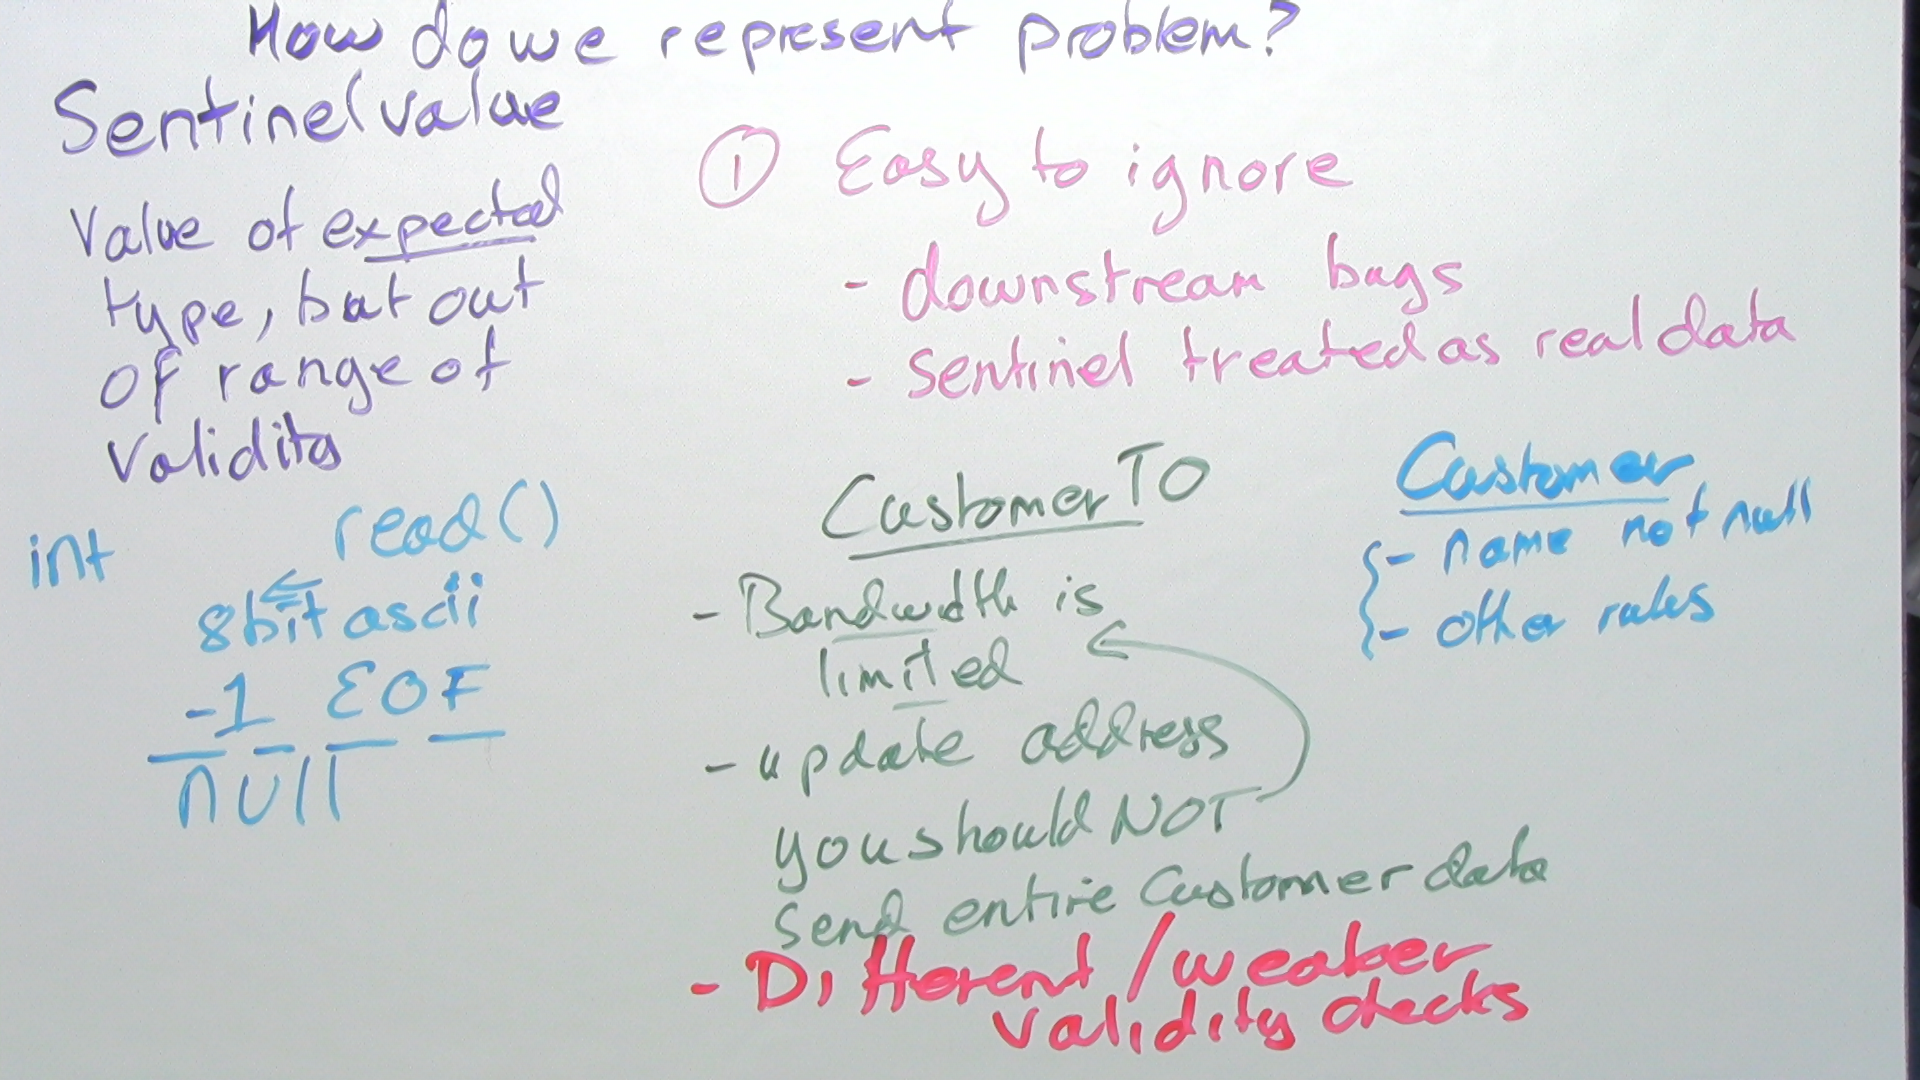 How do we represent problem?
Sentinel value
Value of expected
type, but out
of range of
validity
int read()
8bit ascii
-1 EOF
null
① Easy to ignore
- downstream bugs
- sentinel treated as real data
CustomerTO
- Bandwidth is
limited
- update address
you should NOT
send entire Customer data
- Different/weaker
validity checks
Customer
- name not null
- other rules